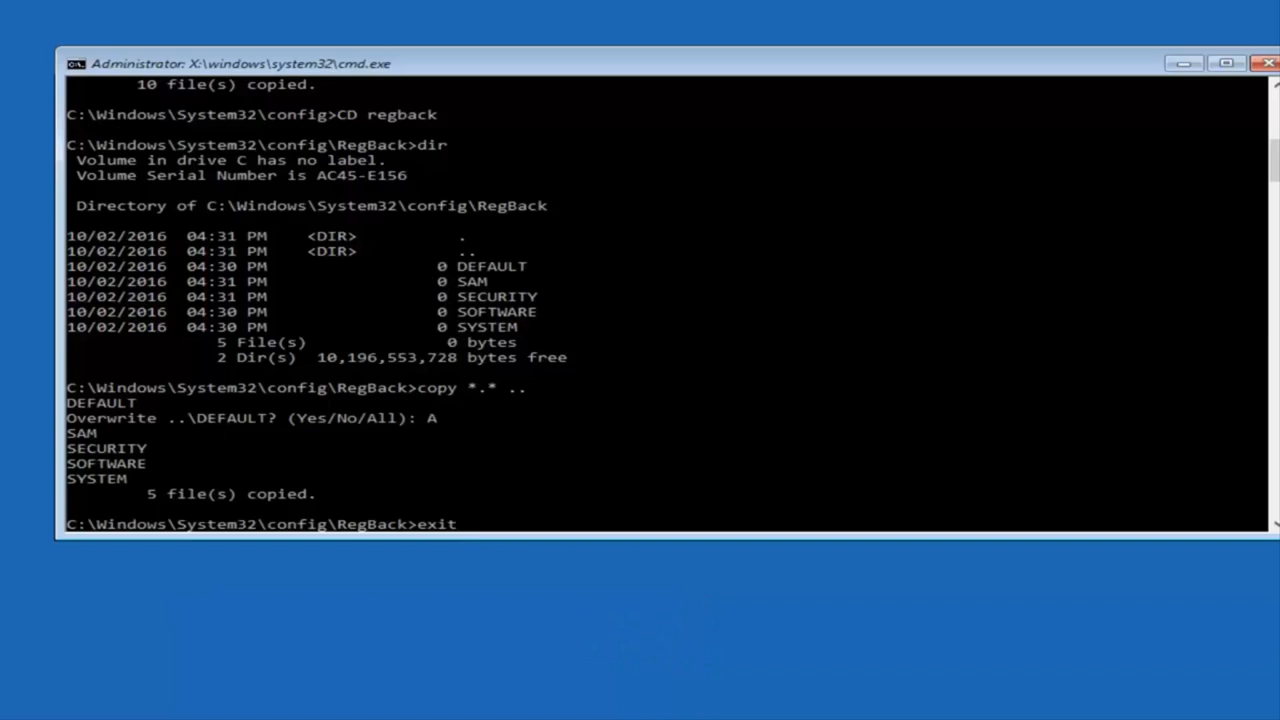 Administrator: X:\windows\system32\cmd.exe
10 file(s) copied.
C:\Windows\System32\config>CD regback
C:\Windows\System32\config\RegBack>dir
Volume in drive C has no label.
Volume Serial Number is AC45-E156
Directory of C:\Windows\System32\config\RegBack
10/02/2016 04:31 PM <DIR> .
10/02/2016 04:31 PM <DIR> ..
10/02/2016 04:30 PM 0 DEFAULT
10/02/2016 04:31 PM 0 SAM
10/02/2016 04:31 PM 0 SECURITY
10/02/2016 04:30 PM 0 SOFTWARE
10/02/2016 04:30 PM 0 SYSTEM
5 File(s) 0 bytes
2 Dir(s) 10,196,553,728 bytes free
C:\Windows\System32\config\RegBack>copy *.* ..
DEFAULT
Overwrite ..\DEFAULT? (Yes/No/All): A
SAM
SECURITY
SOFTWARE
SYSTEM
5 file(s) copied.
C:\Windows\System32\config\RegBack>exit